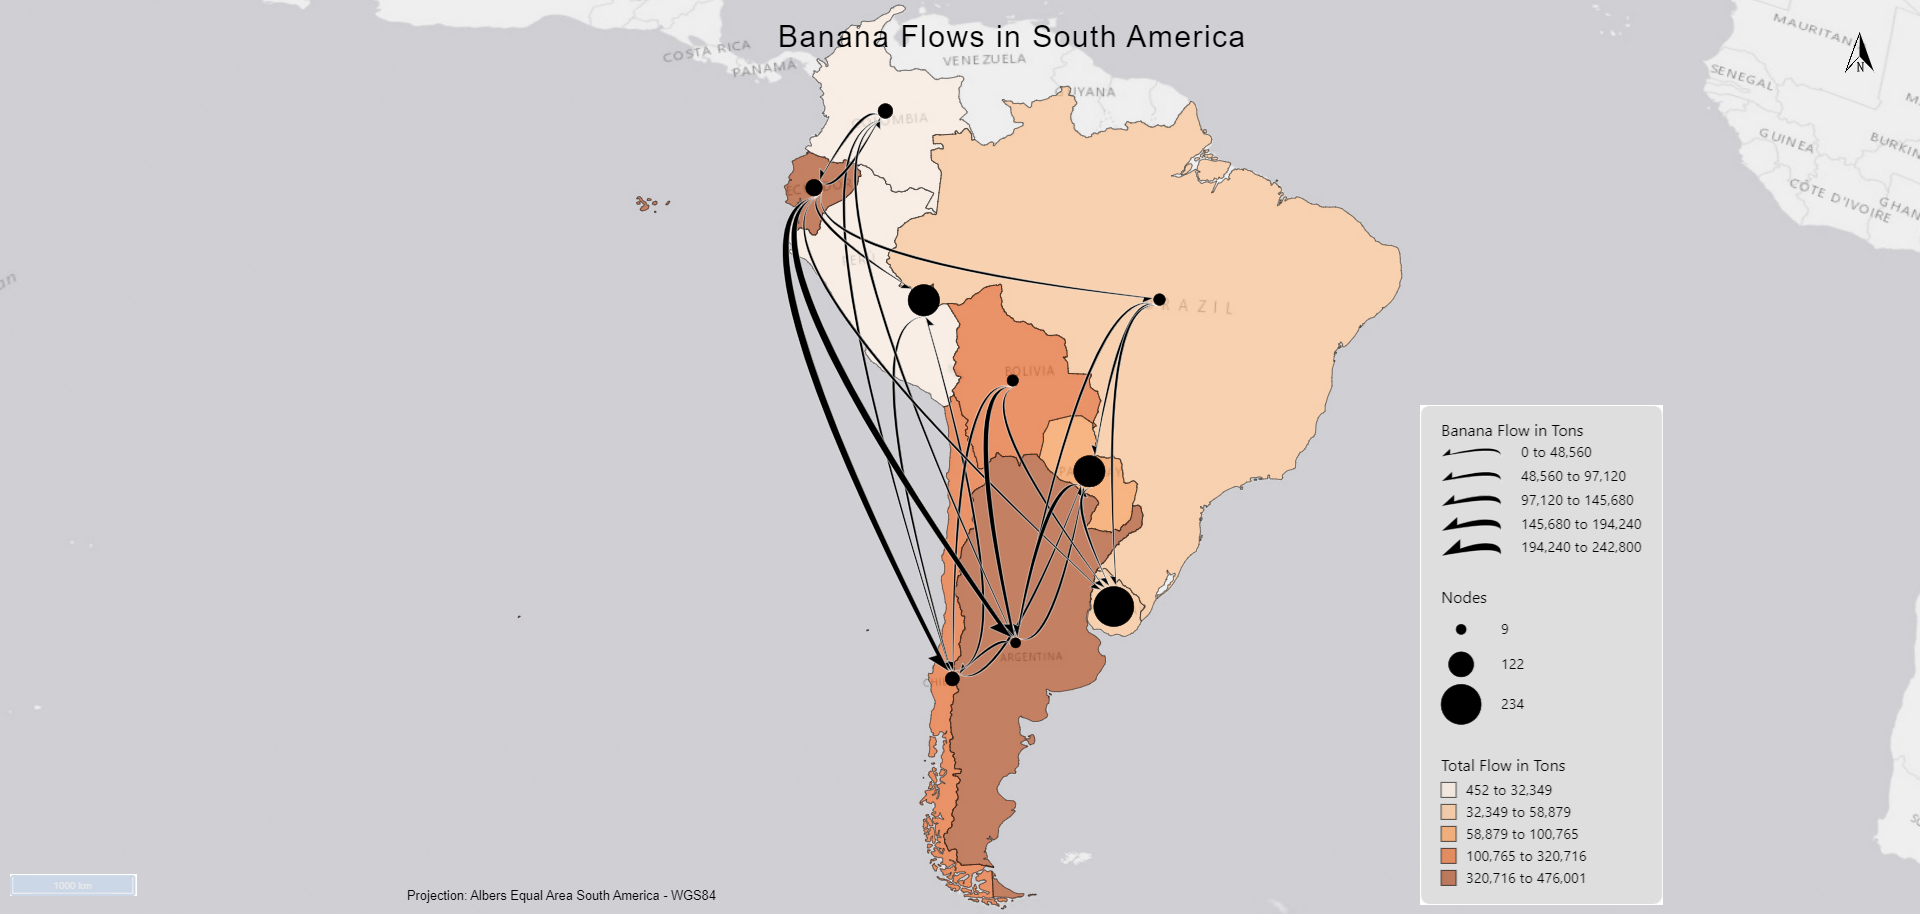 Banana Flows in South America
COSTA RICA
PANAMA
VENEZUELA
GUYANA
COLOMBIA
ECUADOR
PERU
BRAZIL
BOLIVIA
ARGENTINA
MAURITAN
SENEGAL
GUINEA
BURKIN
CÔTE D'IVOIRE
GHAN
N
Banana Flow in Tons
0 to 48,560
48,560 to 97,120
97,120 to 145,680
145,680 to 194,240
194,240 to 242,800
Nodes
9
122
234
Total Flow in Tons
452 to 32,349
32,349 to 58,879
58,879 to 100,765
100,765 to 320,716
320,716 to 476,001
1000 km
Projection: Albers Equal Area South America - WGS84